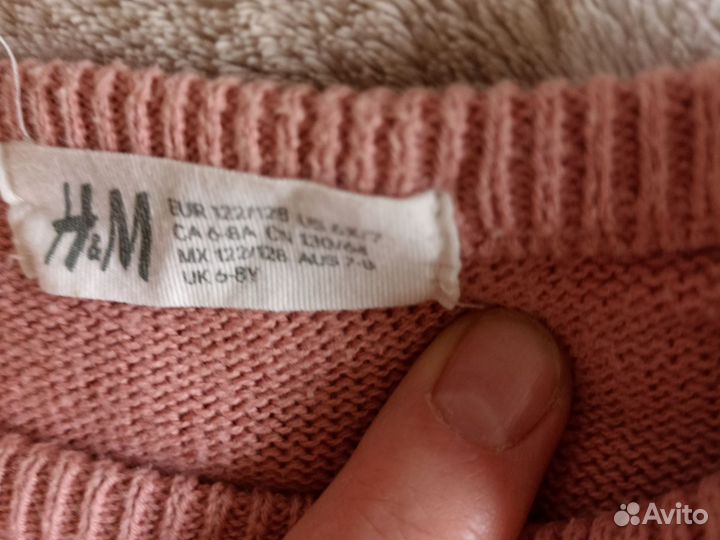 H&M
EUR 122/128 US 6X/7
CA 6-8A CN 130/64
MX 122/128 AUS 7-8
UK 6-8Y
Avito